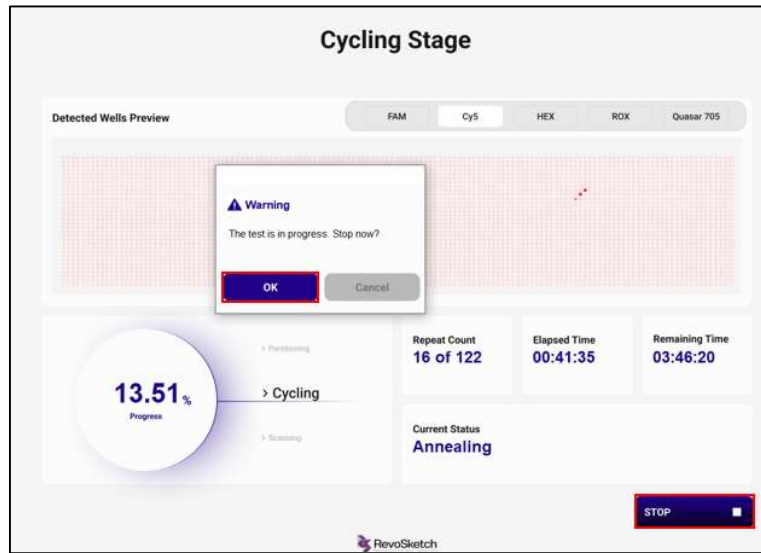 Cycling Stage
Detected Wells Preview
FAM Cy5 HEX ROX Quasar 705
Warning
The test is in progress. Stop now?
OK Cancel
13.51 %
Progress
> Partitioning
> Cycling
> Scanning
Repeat Count
16 of 122
Elapsed Time
00:41:35
Remaining Time
03:46:20
Current Status
Annealing
STOP
RevoSketch